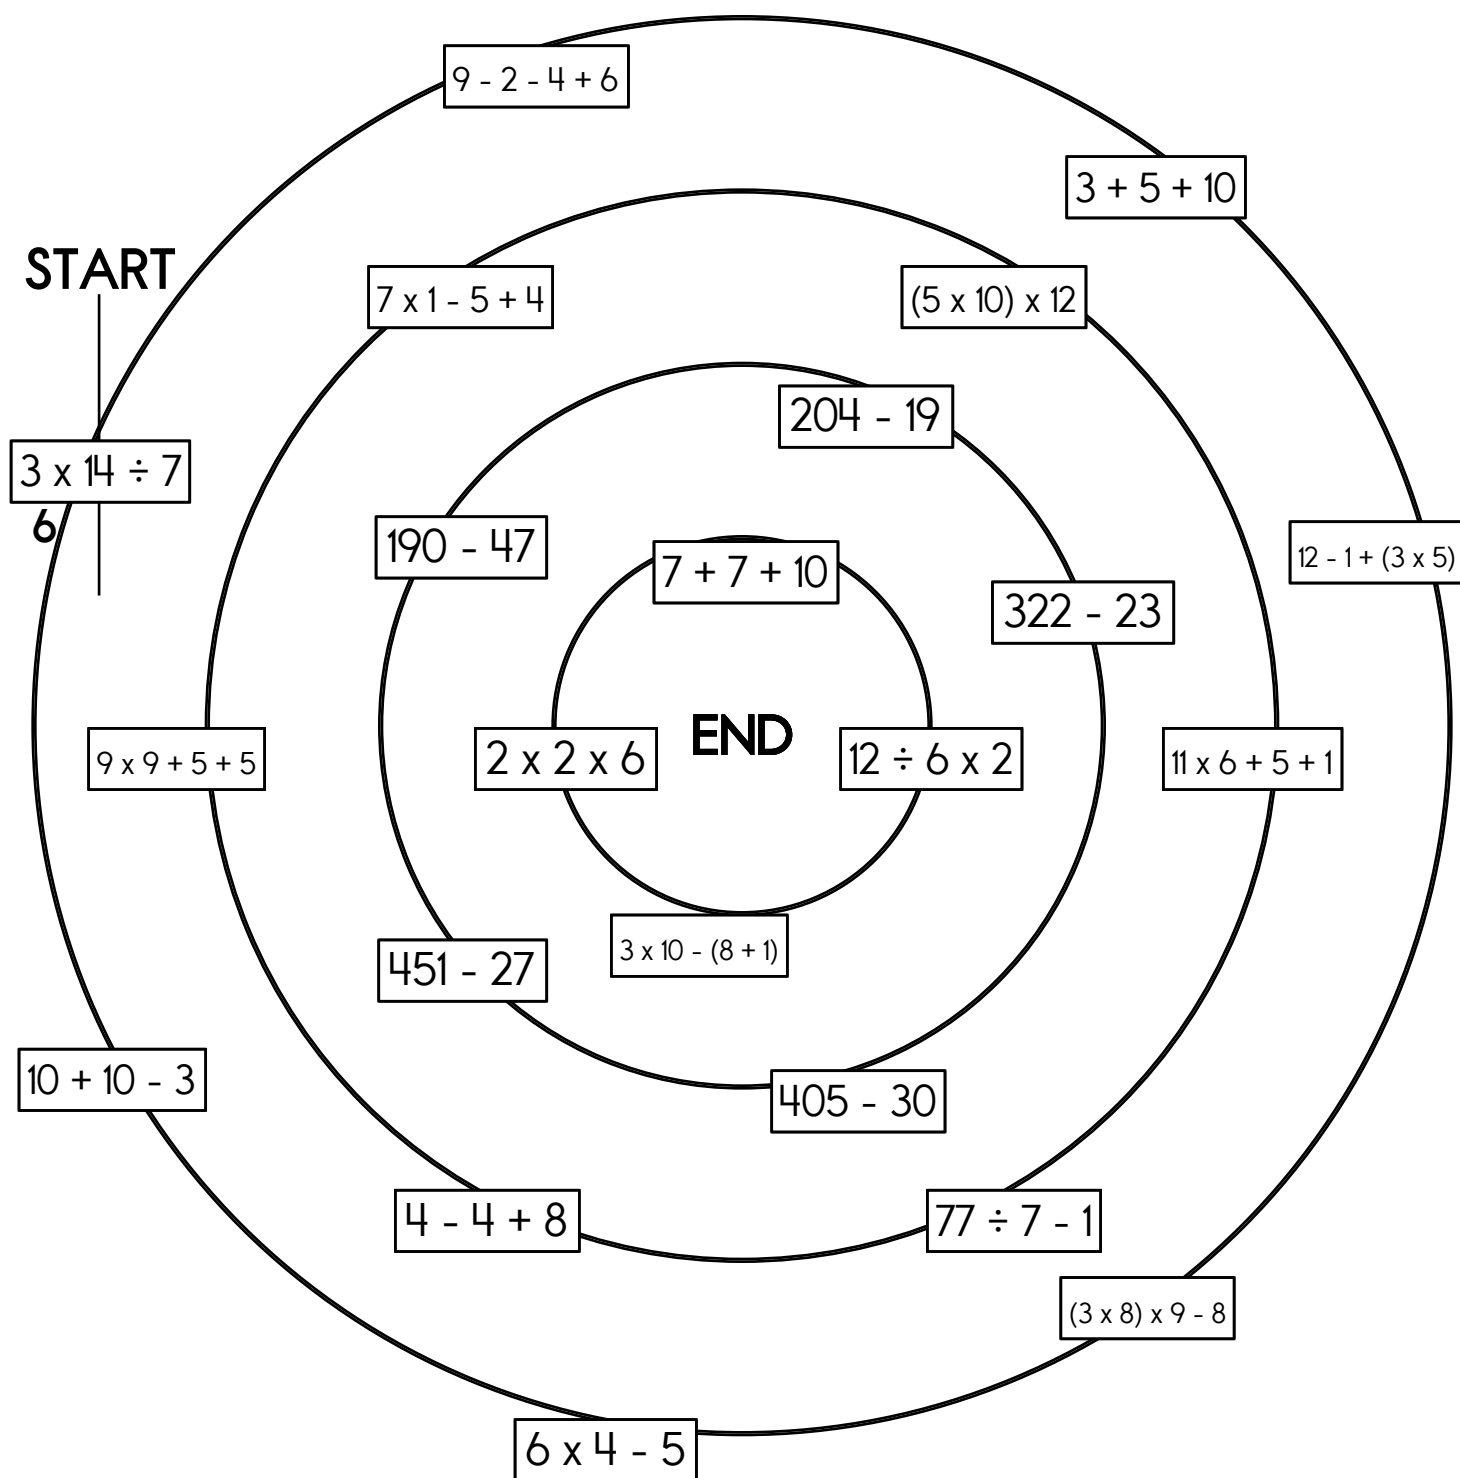 9 - 2 - 4 + 6
3 + 5 + 10
START
7 x 1 - 5 + 4
(5 x 10) x 12
204 - 19
3 x 14 ÷ 7
6
190 - 47
12 - 1 + (3 x 5)
7 + 7 + 10
322 - 23
9 x 9 + 5 + 5
2 x 2 x 6
END
12 ÷ 6 x 2
11 x 6 + 5 + 1
451 - 27
3 x 10 - (8 + 1)
10 + 10 - 3
405 - 30
4 - 4 + 8
77 ÷ 7 - 1
(3 x 8) x 9 - 8
6 x 4 - 5